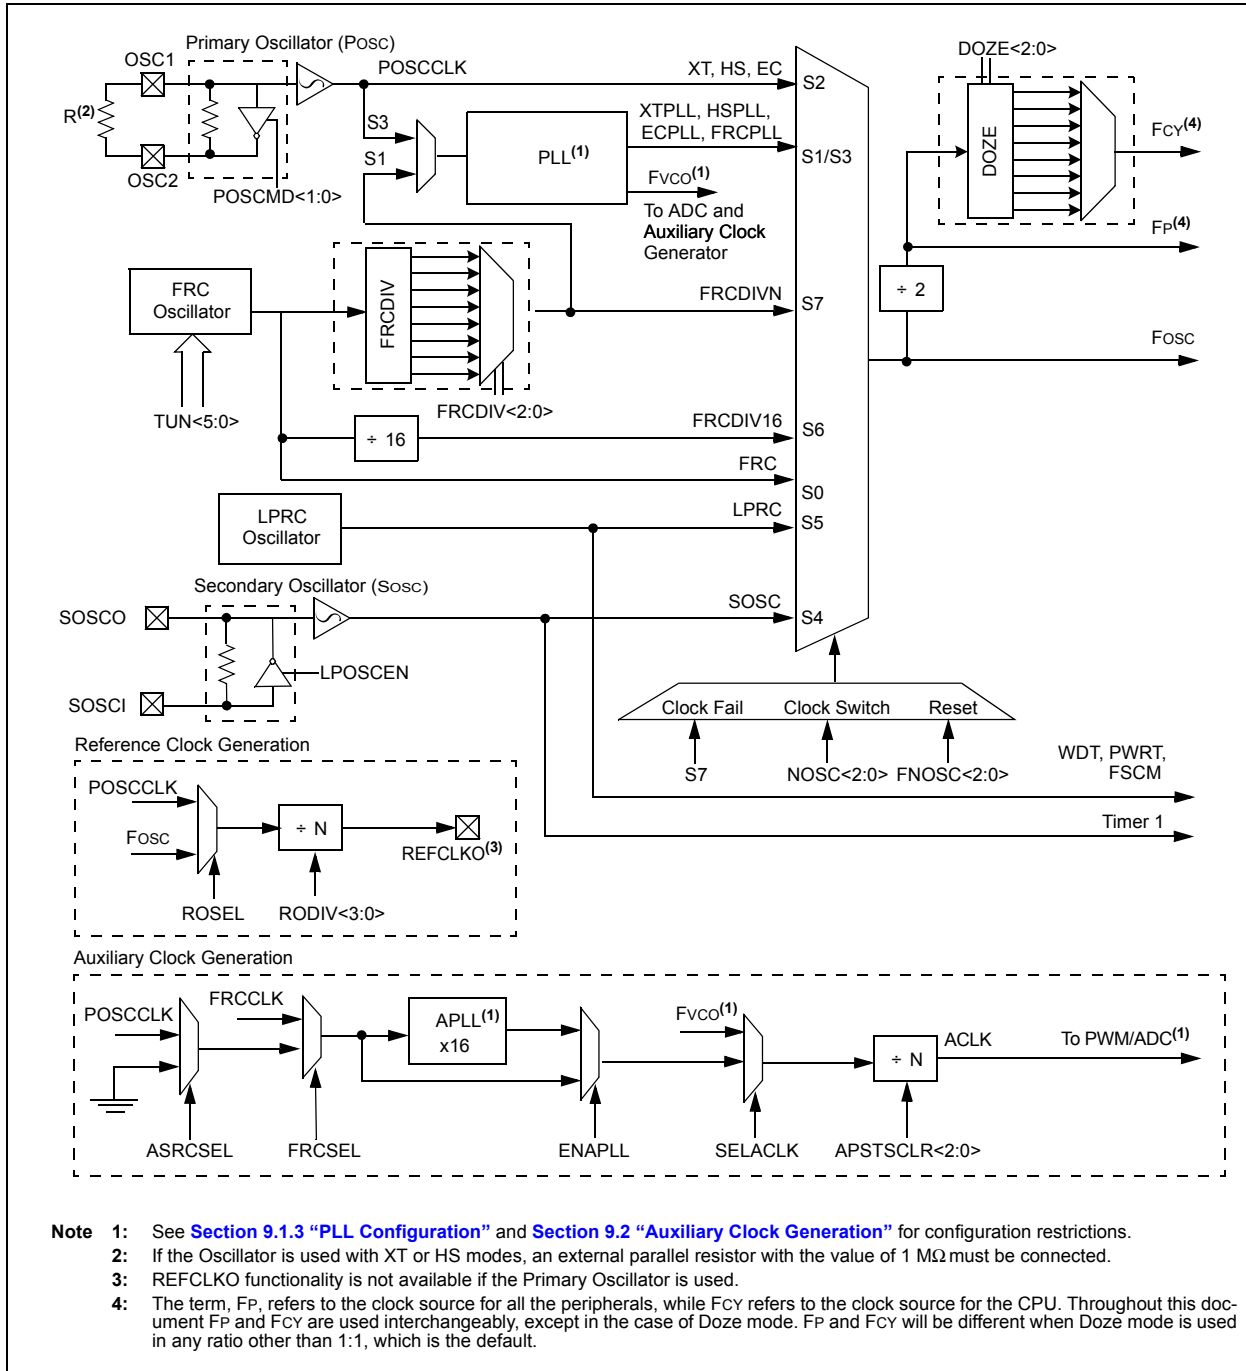 Primary Oscillator (POSC)
DOZE<2:0>
OSC1
POSCCLK
XT, HS, EC
S2
R(2)
S3
XTPLL, HSPLL,
ECPLL, FRCPLL
PLL(1)
S1/S3
DOZE
FCY(4)
S1
OSC2
POSCMD<1:0>
FVCO(1)
To ADC and
Auxiliary Clock
Generator
FP(4)
÷ 2
FRC
Oscillator
FRCDIV
FRCDIVN
S7
FOSC
TUN<5:0>
FRCDIV<2:0>
FRCDIV16
÷ 16
S6
FRC
S0
LPRC
Oscillator
LPRC
S5
Secondary Oscillator (SOSC)
SOSCO
SOSC
S4
LPOSCEN
SOSCI
Clock Fail Clock Switch Reset
S7 NOSC<2:0> FNOSC<2:0>
WDT, PWRT,
FSCM
Timer 1
Reference Clock Generation
POSCCLK
÷ N
FOSC
REFCLKO(3)
ROSEL RODIV<3:0>
Auxiliary Clock Generation
FRCCLK
POSCCLK
APLL(1)
x16
FVCO(1)
÷ N
ACLK
To PWM/ADC(1)
ASRCSEL FRCSEL ENAPLL SELACLK APSTSCLR<2:0>
Note 1: See Section 9.1.3 “PLL Configuration” and Section 9.2 “Auxiliary Clock Generation” for configuration restrictions.
2: If the Oscillator is used with XT or HS modes, an external parallel resistor with the value of 1 MΩ must be connected.
3: REFCLKO functionality is not available if the Primary Oscillator is used.
4: The term, FP, refers to the clock source for all the peripherals, while FCY refers to the clock source for the CPU. Throughout this doc-
ument FP and FCY are used interchangeably, except in the case of Doze mode. FP and FCY will be different when Doze mode is used
in any ratio other than 1:1, which is the default.